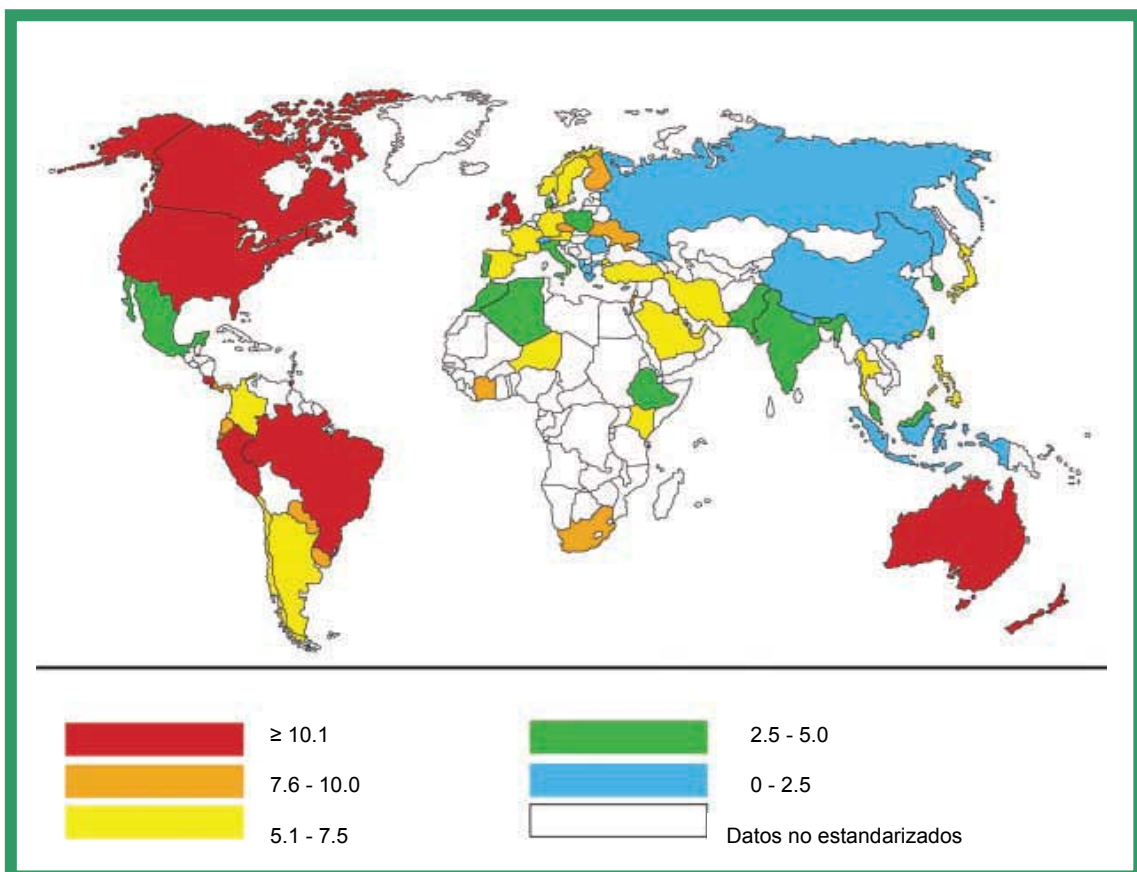 ≥ 10.1
7.6 - 10.0
5.1 - 7.5
2.5 - 5.0
0 - 2.5
Datos no estandarizados